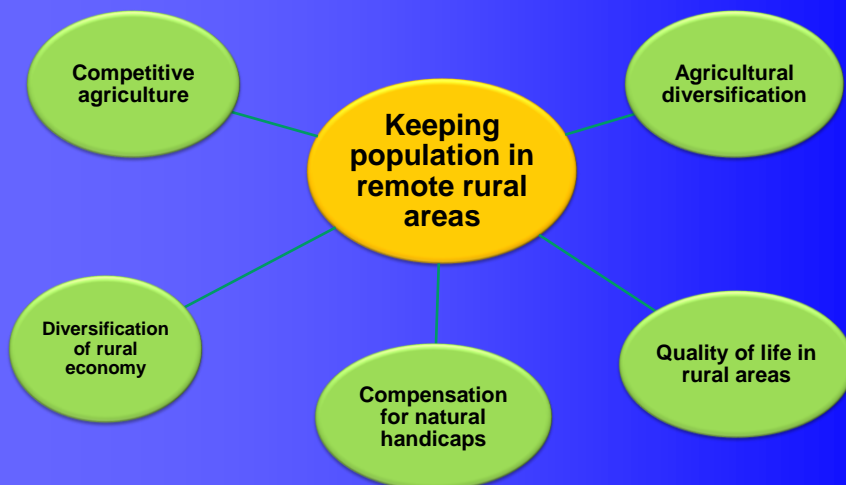 Competitive
agriculture
Agricultural
diversification
Keeping
population in
remote rural
areas
Diversification
of rural
economy
Compensation
for natural
handicaps
Quality of life in
rural areas